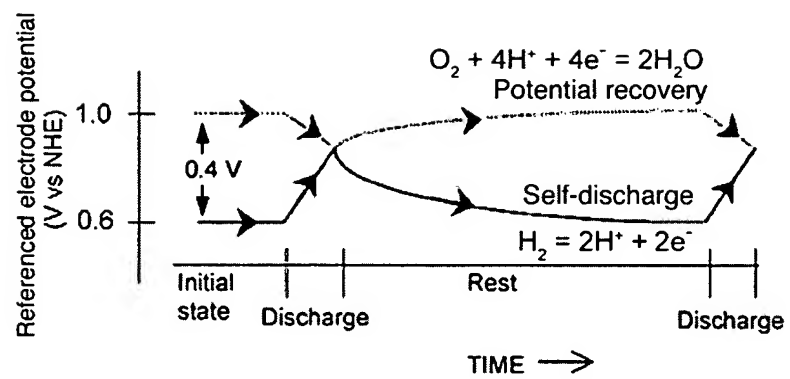 Referenced electrode potential
(V vs NHE)
O₂ + 4H⁺ + 4e⁻ = 2H₂O
Potential recovery
1.0
0.4 V
0.6
Self-discharge
H₂ = 2H⁺ + 2e⁻
Initial
state
Discharge
Rest
Discharge
TIME